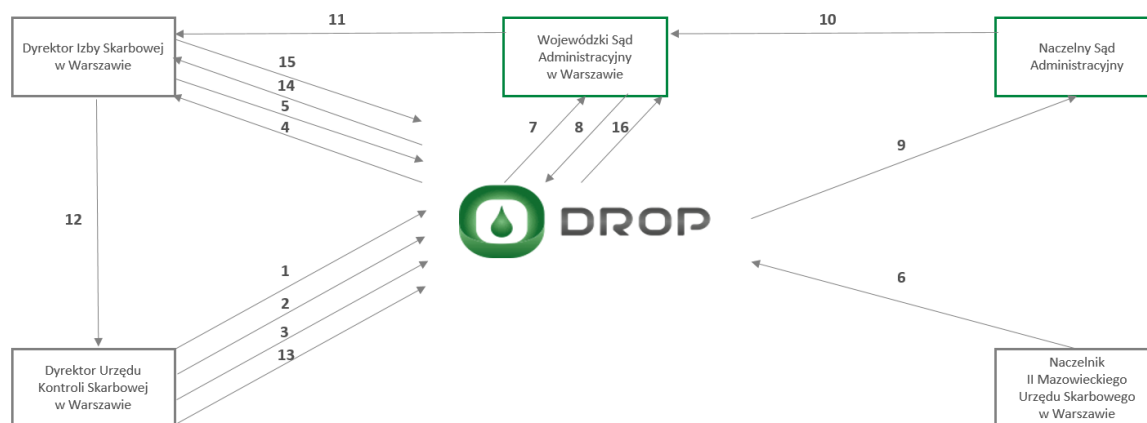 11
10
Dyrektor Izby Skarbowej
w Warszawie
Wojewódzki Sąd
Administracyjny
w Warszawie
Naczelny Sąd
Administracyjny
15
14
5
4
7
8
16
9
12
DROP
1
2
3
13
6
Dyrektor Urzędu
Kontroli Skarbowej
w Warszawie
Naczelnik
II Mazowieckiego
Urzędu Skarbowego
w Warszawie